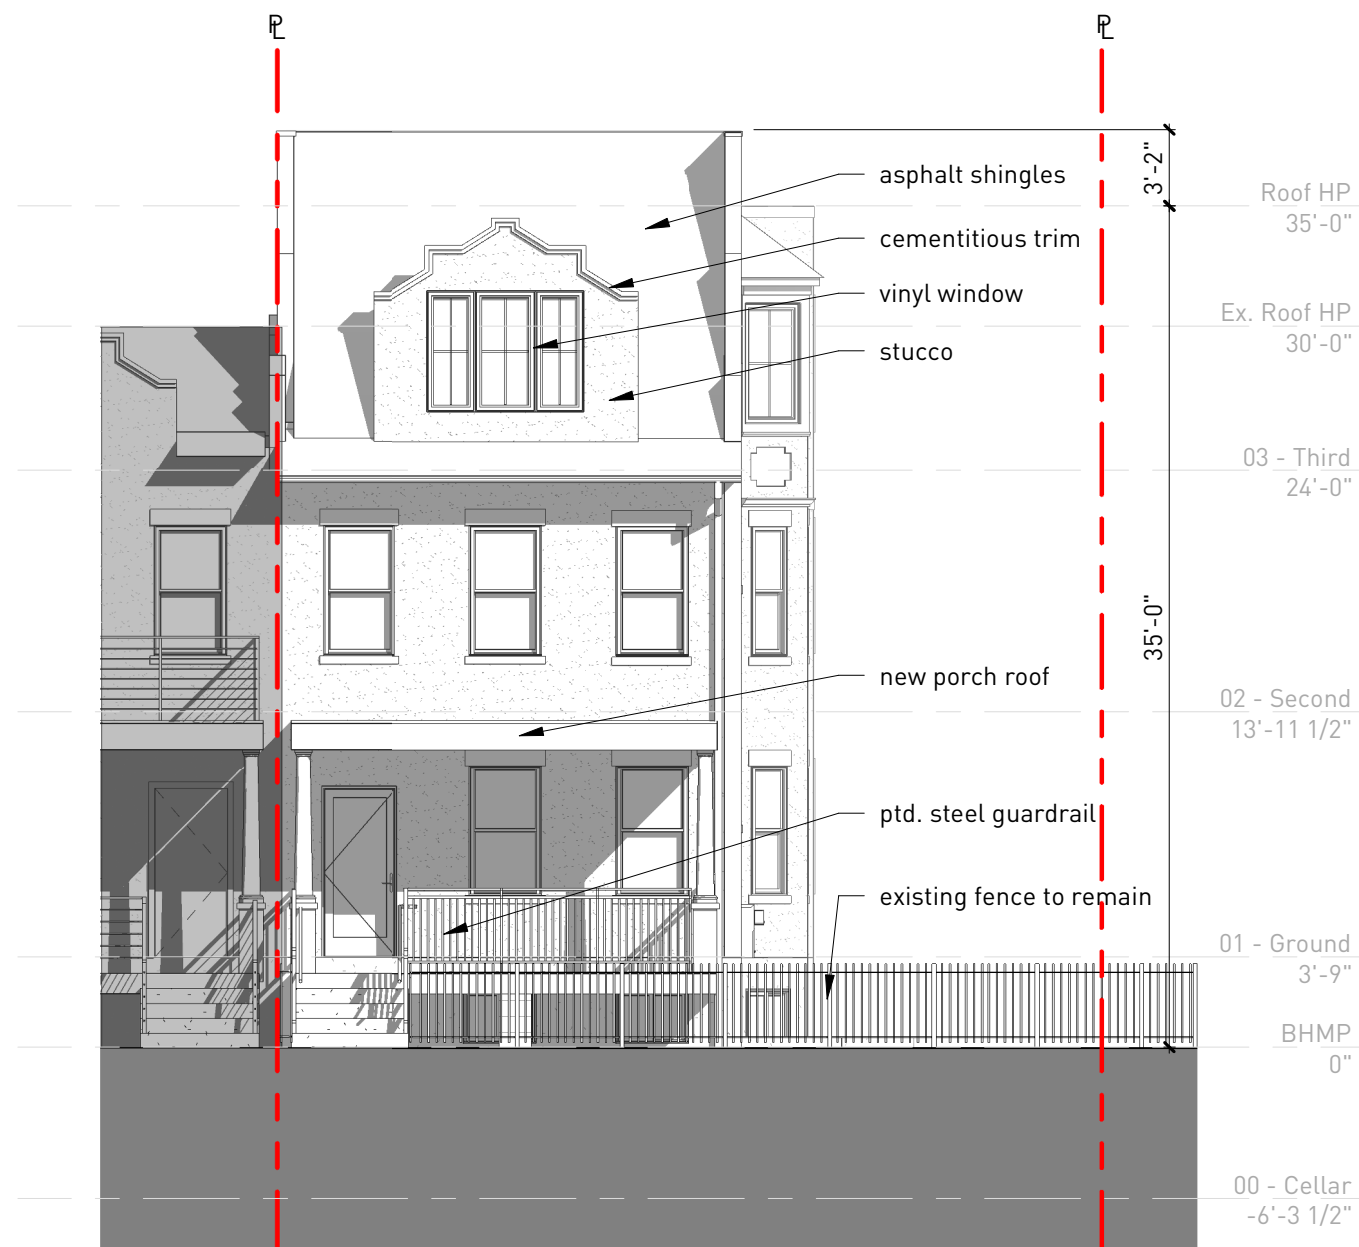 PL
PL
3'-2"
asphalt shingles
Roof HP
35'-0"
cementitious trim
vinyl window
Ex. Roof HP
30'-0"
stucco
03 - Third
24'-0"
35'-0"
new porch roof
02 - Second
13'-11 1/2"
ptd. steel guardrail
existing fence to remain
01 - Ground
3'-9"
BHMP
0"
00 - Cellar
-6'-3 1/2"